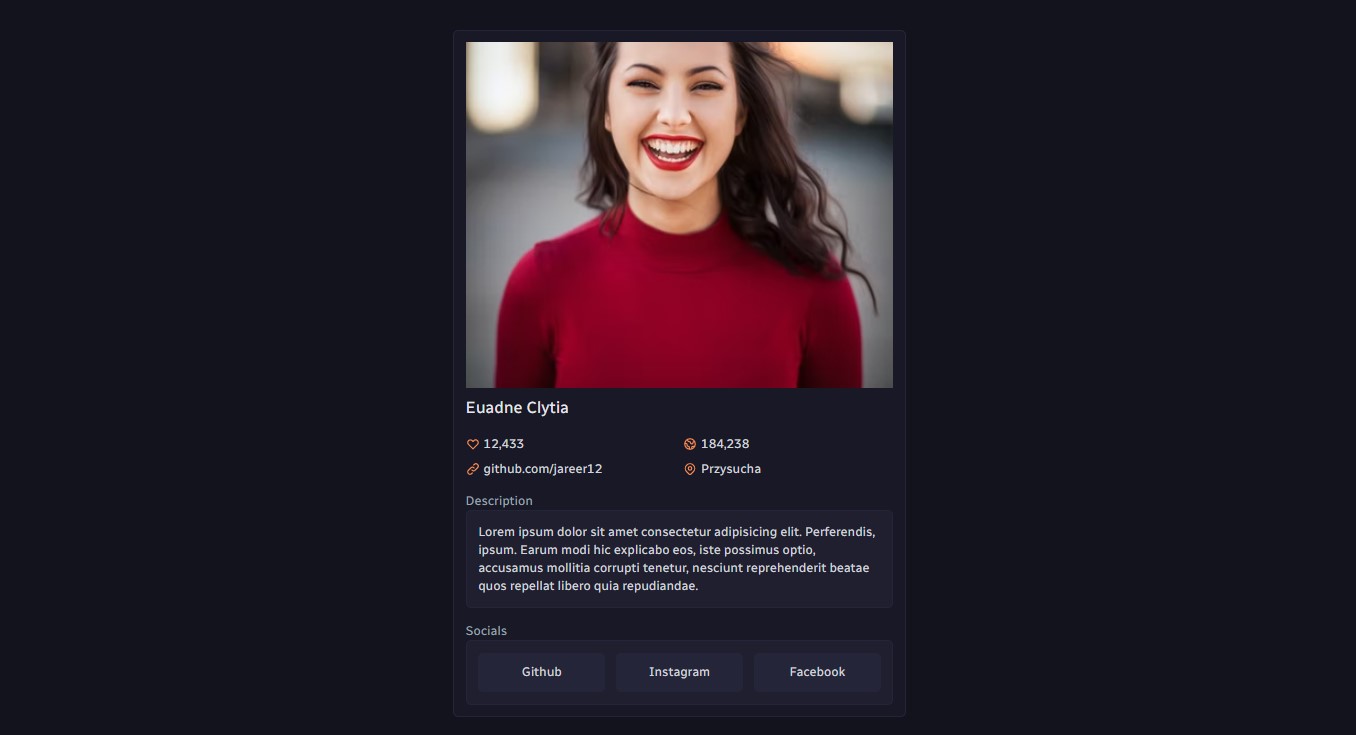 Euadne Clytia
12,433
184,238
github.com/jareer12
Przysucha
Description
Lorem ipsum dolor sit amet consectetur adipisicing elit. Perferendis,
ipsum. Earum modi hic explicabo eos, iste possimus optio,
accusamus mollitia corrupti tenetur, nesciunt reprehenderit beatae
quos repellat libero quia repudiandae.
Socials
Github
Instagram
Facebook